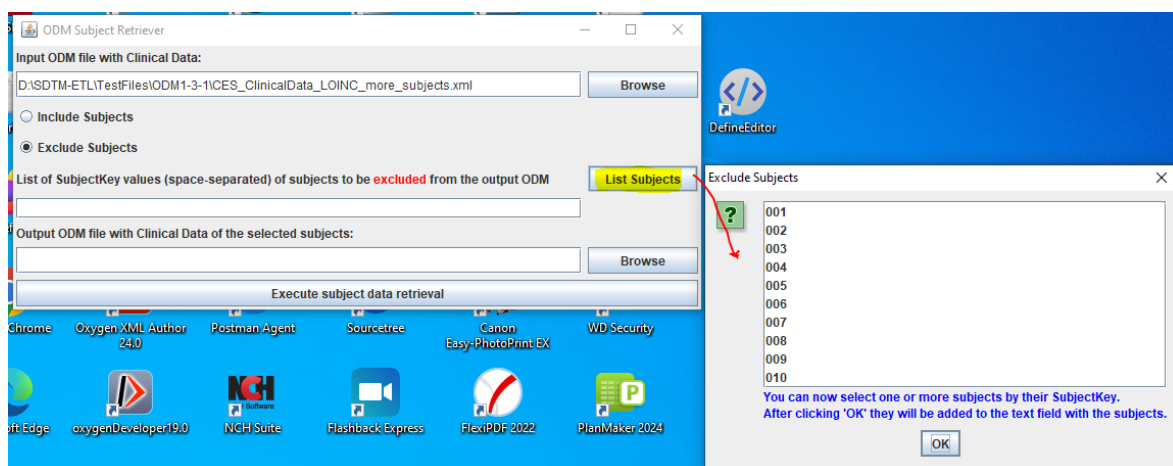 ODM Subject Retriever
Input ODM file with Clinical Data:
D:\SDTM-ETL\TestFiles\ODM1-3-1\CES_ClinicalData_LOINC_more_subjects.xml
Browse
Include Subjects
Exclude Subjects
List of SubjectKey values (space-separated) of subjects to be excluded from the output ODM
List Subjects
Output ODM file with Clinical Data of the selected subjects:
Browse
Execute subject data retrieval
DefineEditor
Exclude Subjects
?
001
002
003
004
005
006
007
008
009
010
You can now select one or more subjects by their SubjectKey.
After clicking 'OK' they will be added to the text field with the subjects.
OK
Chrome
Oxygen XML Author
24.0
Postman Agent
Sourcetree
Canon
Easy-PhotoPrint EX
WD Security
NCH
Software
P
oft Edge
oxygenDeveloper19.0
NCH Suite
Flashback Express
FlexiPDF 2022
PlanMaker 2024